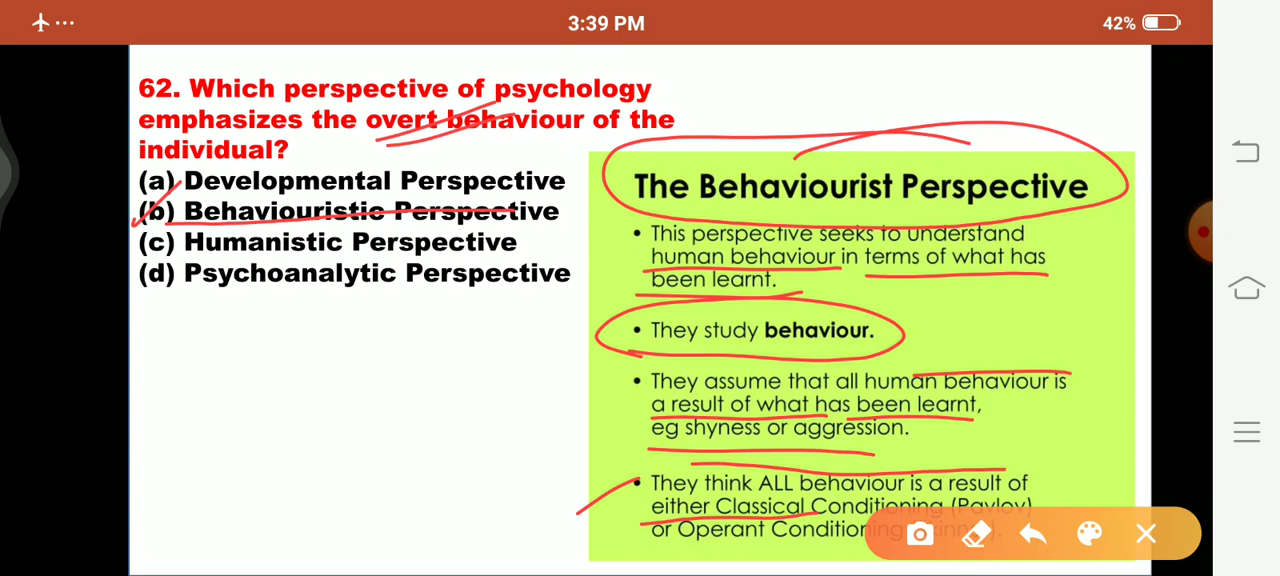 3:39 PM
42%
62. Which perspective of psychology
emphasizes the overt behaviour of the
individual?
(a) Developmental Perspective
(b) Behaviouristic Perspective
(c) Humanistic Perspective
(d) Psychoanalytic Perspective
The Behaviourist Perspective
• This perspective seeks to understand
human behaviour in terms of what has
been learnt.
• They study behaviour.
• They assume that all human behaviour is
a result of what has been learnt,
eg shyness or aggression.
• They think ALL behaviour is a result of
either Classical Conditioning (Pavlov)
or Operant Conditioning